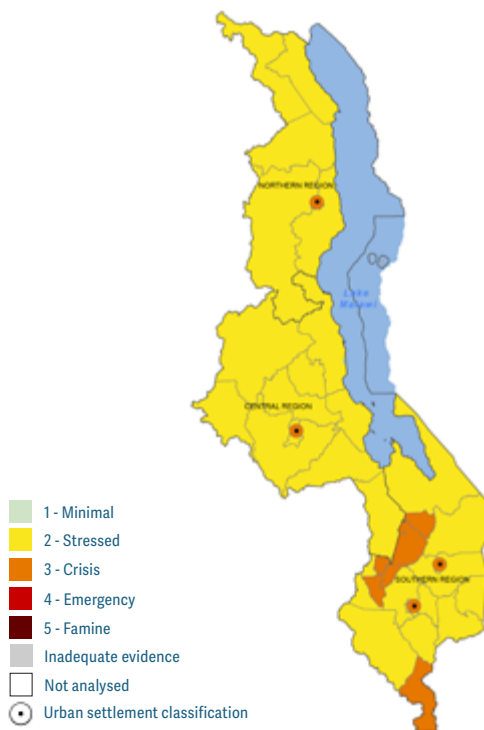 NORTHERN REGION
Lake
Malawi
CENTRAL REGION
SOUTHERN REGION
1 - Minimal
2 - Stressed
3 - Crisis
4 - Emergency
5 - Famine
Inadequate evidence
Not analysed
Urban settlement classification